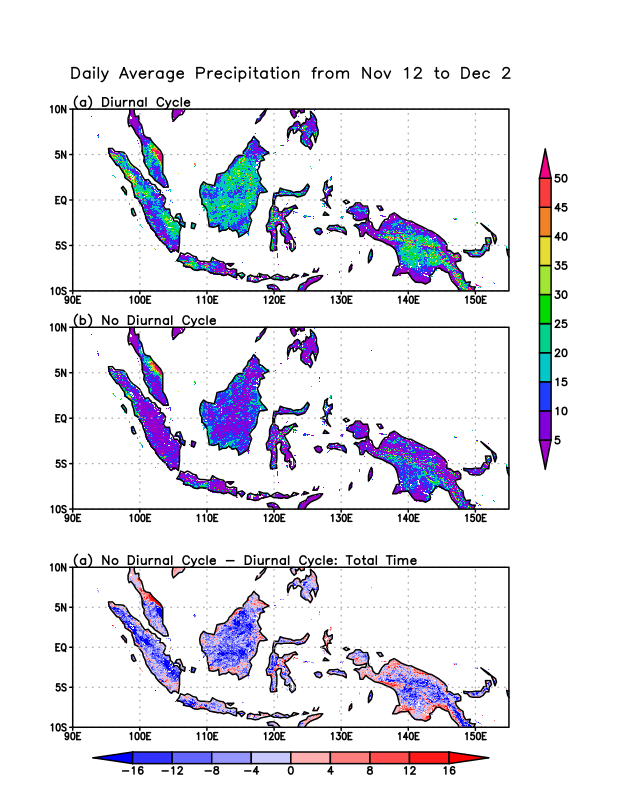 Daily Average Precipitation from Nov 12 to Dec 2
(a) Diurnal Cycle
10N
5N
EQ
5S
10S
90E 100E 110E 120E 130E 140E 150E
(b) No Diurnal Cycle
10N
5N
EQ
5S
10S
90E 100E 110E 120E 130E 140E 150E
50
45
40
35
30
25
20
15
10
5
(a) No Diurnal Cycle – Diurnal Cycle: Total Time
10N
5N
EQ
5S
10S
90E 100E 110E 120E 130E 140E 150E
−16 −12 −8 −4 0 4 8 12 16